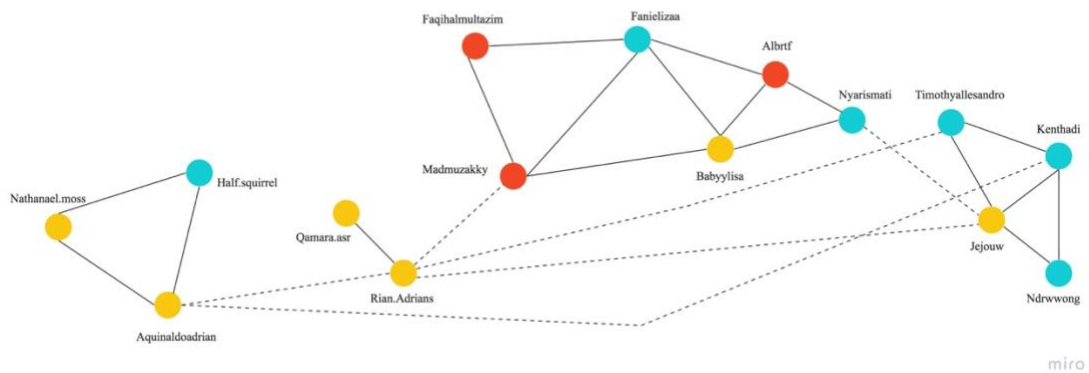 Faqihalmultazim
Fanielizaa
Albrtf
Nyarismati
Timothyallesandro
Kenthadi
Madmuzakky
Babyylisa
Half.squirrel
Nathanael.moss
Qamara.asr
Jejouw
Rian.Adrians
Ndrwwong
Aquinaldoadrian
miro